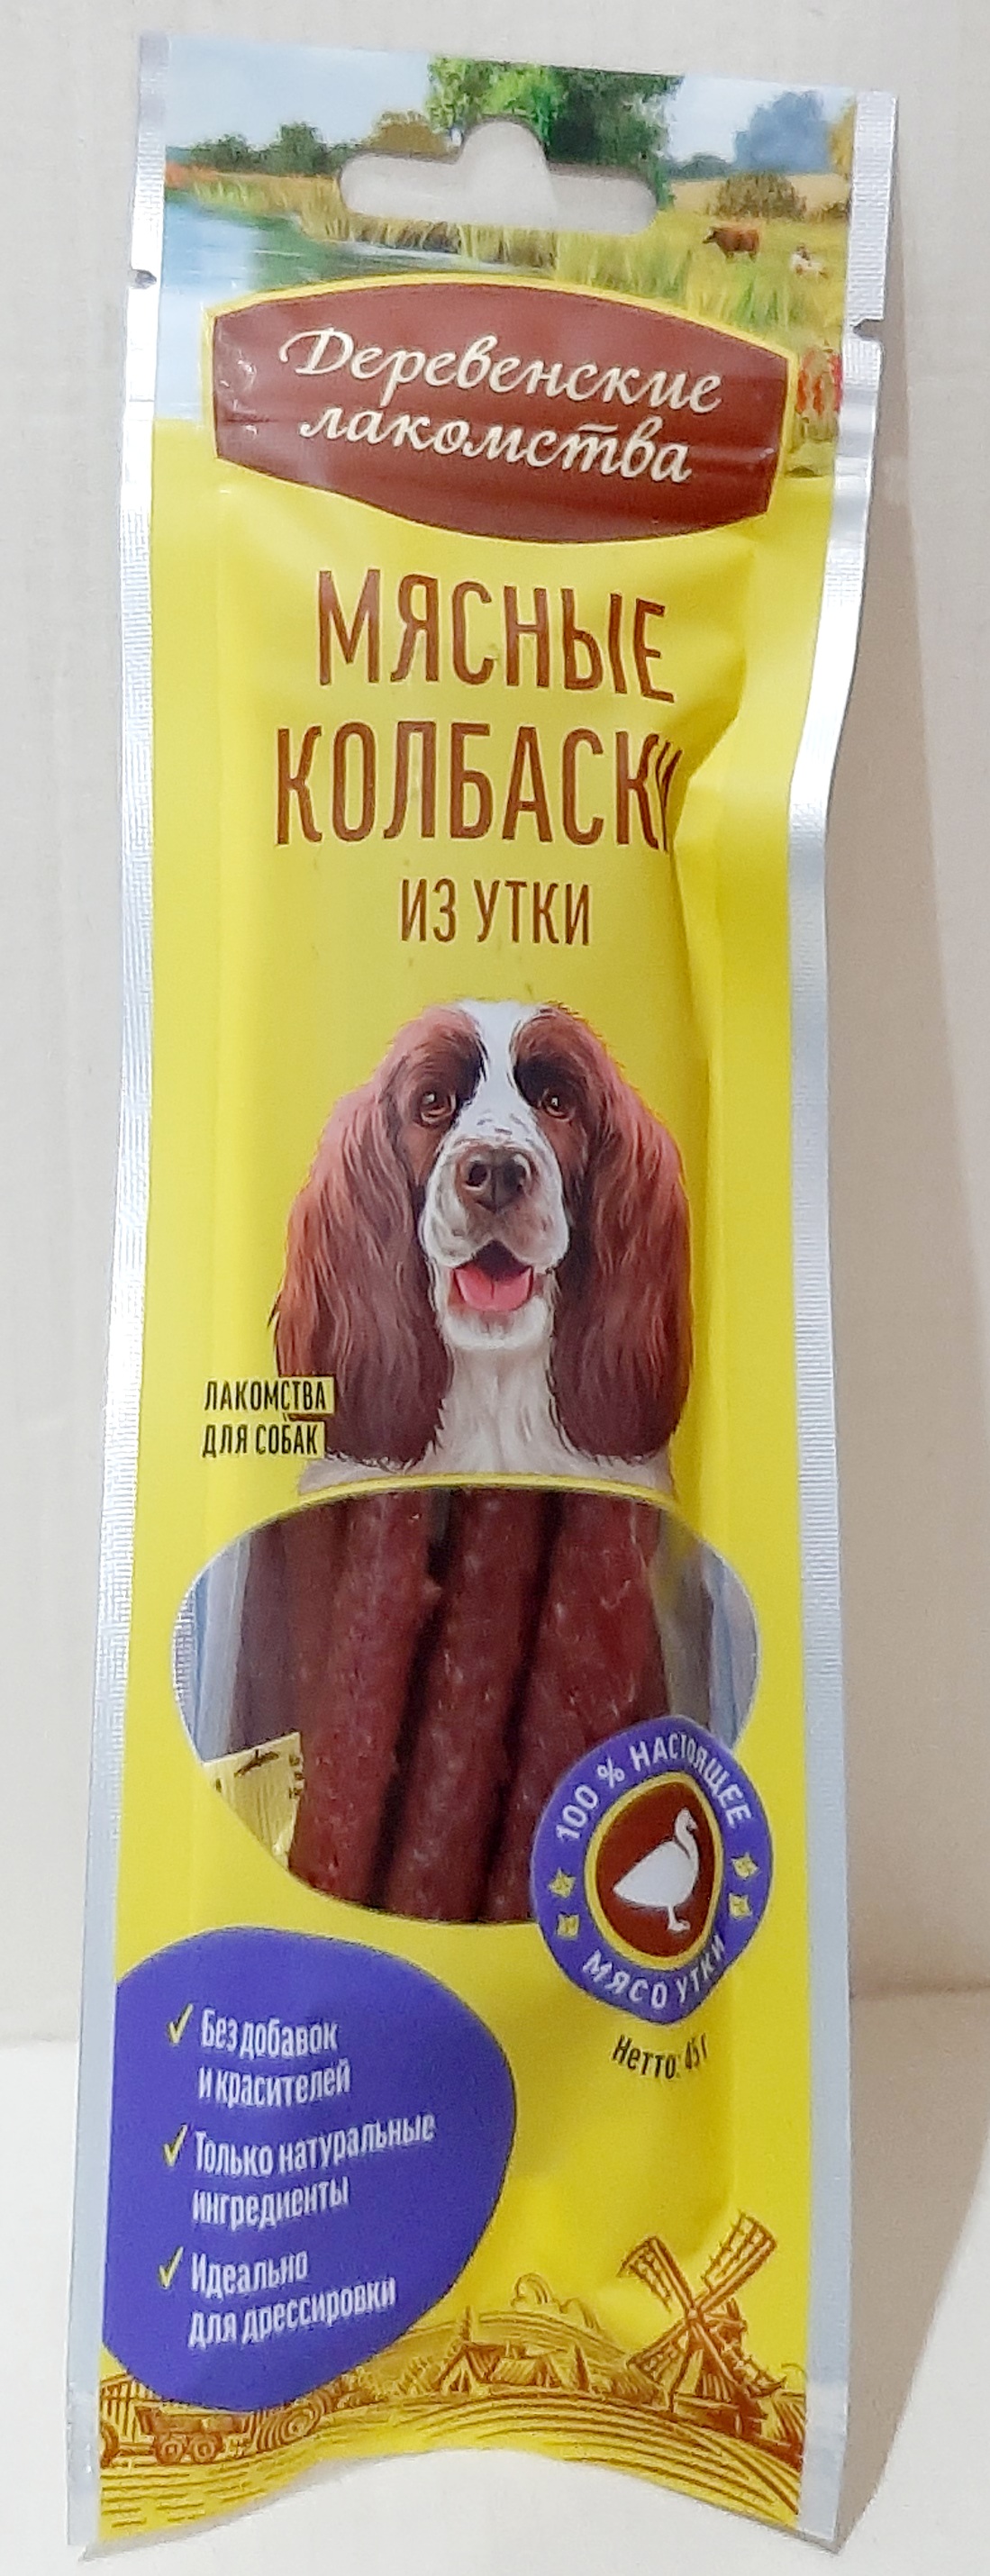 Деревенские
лакомства
МЯСНЫЕ
КОЛБАСКИ
ИЗ УТКИ
ЛАКОМСТВА
ДЛЯ СОБАК
100 % НАСТОЯЩЕЕ
МЯСО УТКИ
Нетто: 45 г
✓ Без добавок
и красителей
✓ Только натуральные
ингредиенты
✓ Идеально
для дрессировки